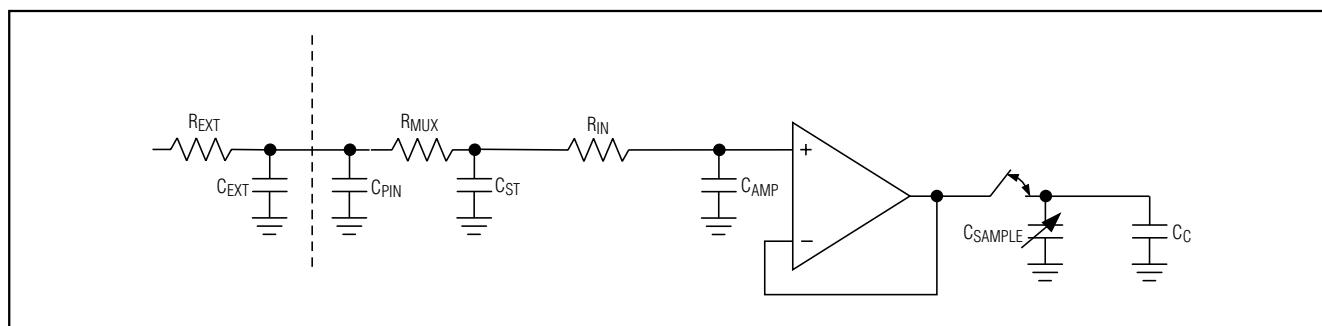 REXT
CEXT
CPIN
RMUX
CST
RIN
CAMP
+
−
CSAMPLE
CC